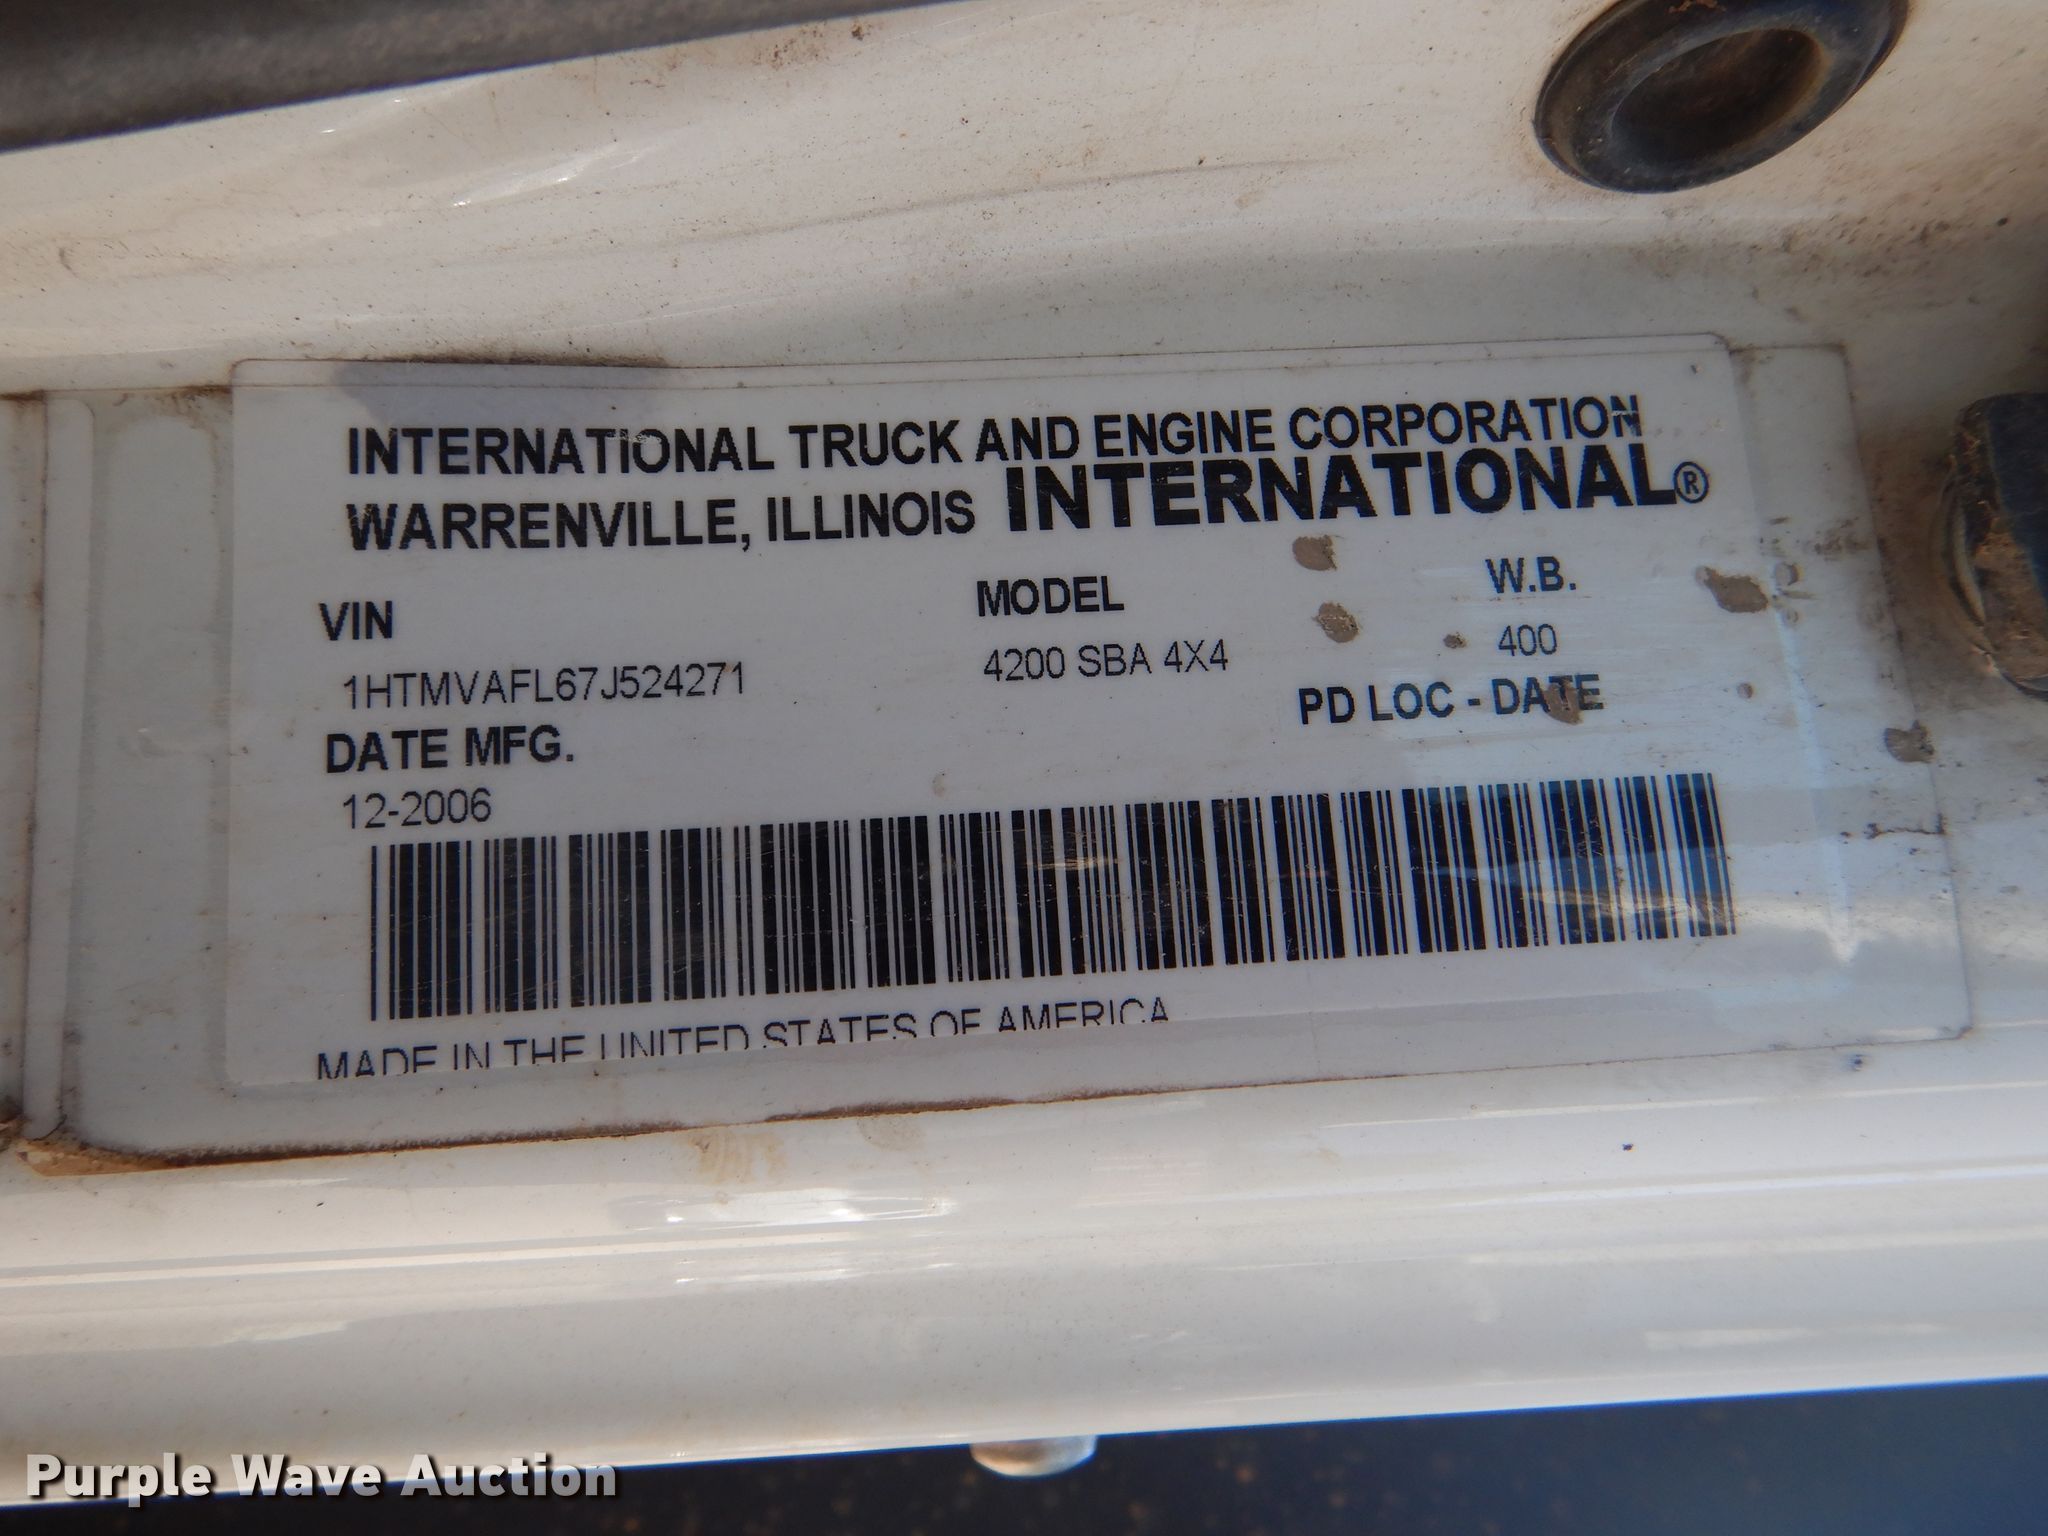 INTERNATIONAL TRUCK AND ENGINE CORPORATION
WARRENVILLE, ILLINOIS INTERNATIONAL®
VIN MODEL W.B.
1HTMVAFL67J524271 4200 SBA 4X4 400
DATE MFG. PD LOC - DATE
12-2006
MADE IN THE UNITED STATES OF AMERICA
Purple Wave Auction